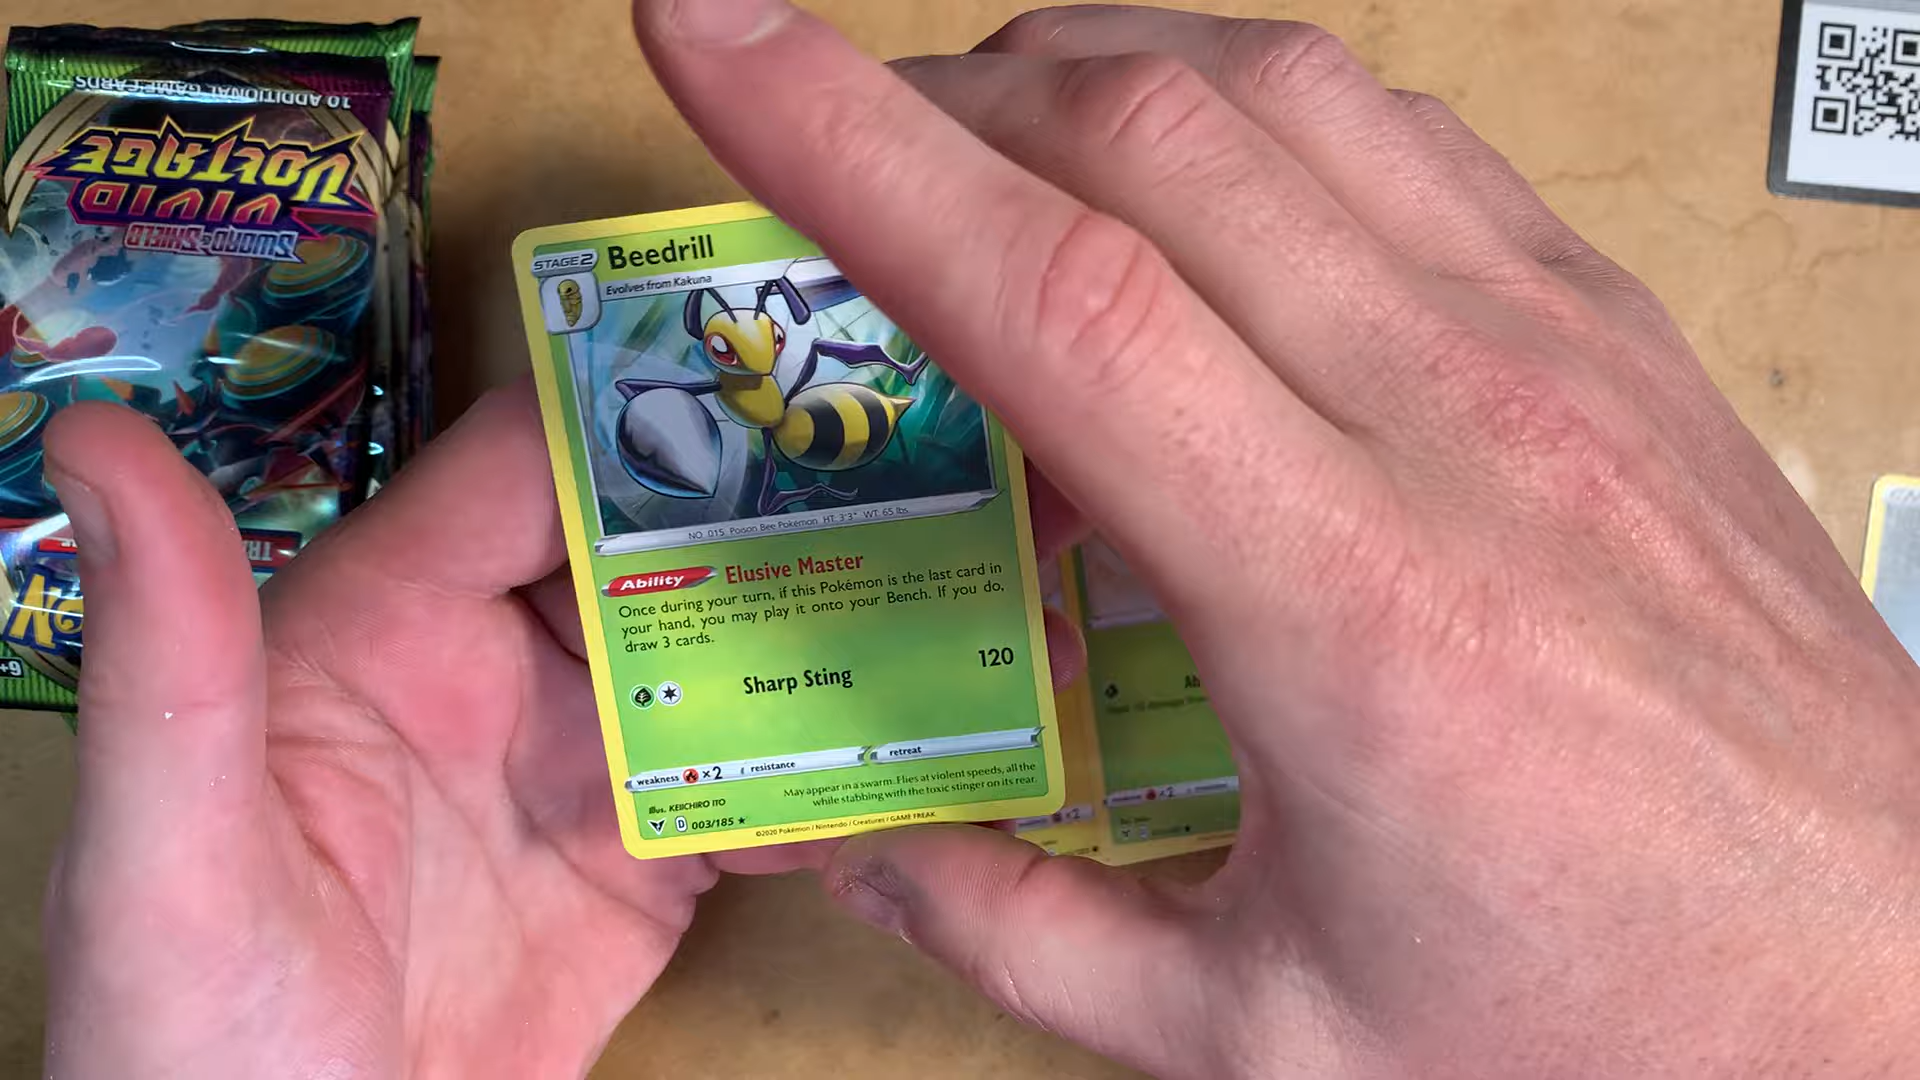 10 ADDITIONAL GAME CARDS
SWORD & SHIELD
VIVID
VOLTAGE
STAGE 2
Beedrill
Evolves from Kakuna
NO. 015 Poison Bee Pokémon HT: 3'3" WT: 65 lbs.
Ability Elusive Master
Once during your turn, if this Pokémon is the last card in
your hand, you may play it onto your Bench. If you do,
draw 3 cards.
Sharp Sting 120
weakness ×2 resistance retreat
May appear in a swarm. Flies at violent speeds, all the
while stabbing with the toxic stinger on its rear.
Illus. KEIICHIRO ITO
D 003/185 ★
©2020 Pokémon / Nintendo / Creatures / GAME FREAK
×2
×2